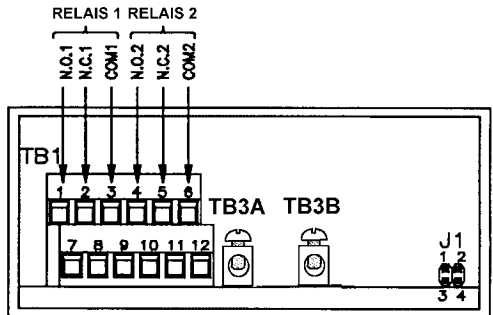 RELAIS 1 RELAIS 2
N.O.1 N.C.1 COM1 N.O.2 N.C.2 COM2
TB1
1 2 3 4 5 6
TB3A TB3B
7 8 9 10 11 12
J1
1 2
3 4